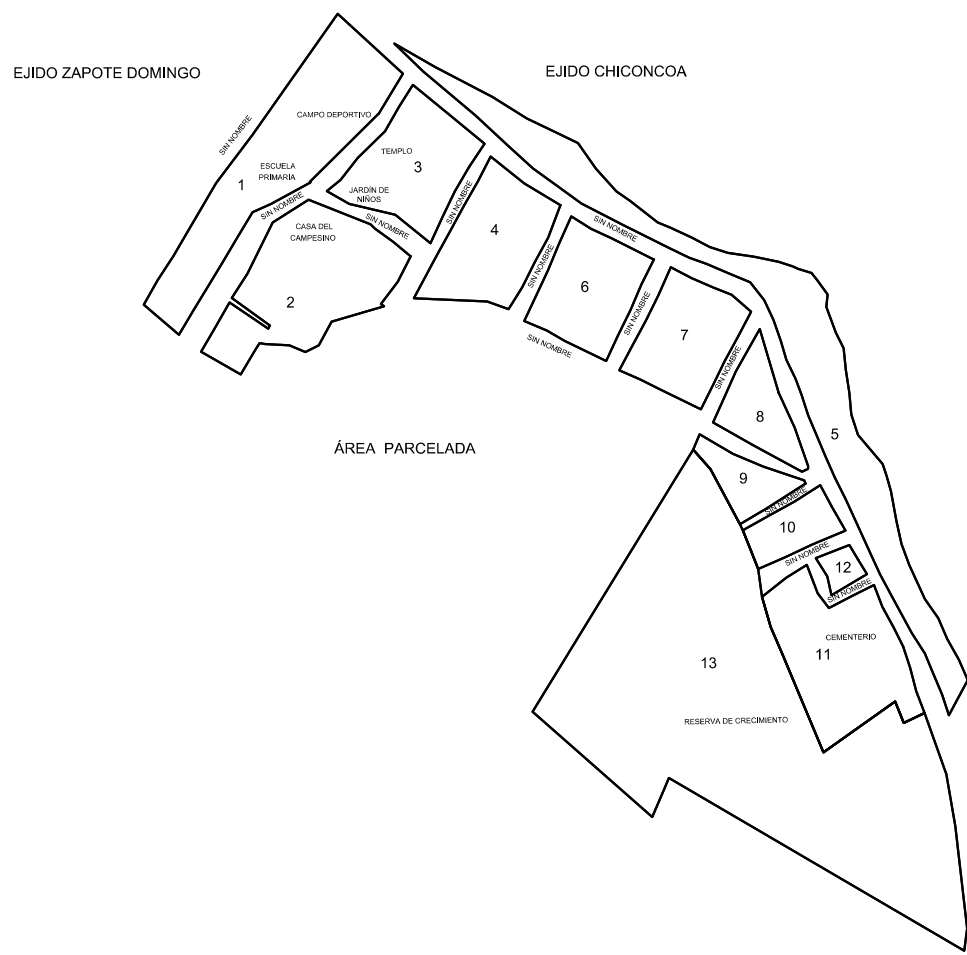 EJIDO ZAPOTE DOMINGO
EJIDO CHICONCOA
CAMPO DEPORTIVO
SIN NOMBRE
TEMPLO
3
ESCUELA
PRIMARIA
1
JARDÍN DE
NIÑOS
SIN NOMBRE
SIN NOMBRE
SIN NOMBRE
CASA DEL
CAMPESINO
2
4
SIN NOMBRE
SIN NOMBRE
6
SIN NOMBRE
SIN NOMBRE
7
SIN NOMBRE
8
5
ÁREA PARCELADA
9
SIN NOMBRE
10
SIN NOMBRE
12
SIN NOMBRE
CEMENTERIO
11
13
RESERVA DE CRECIMIENTO